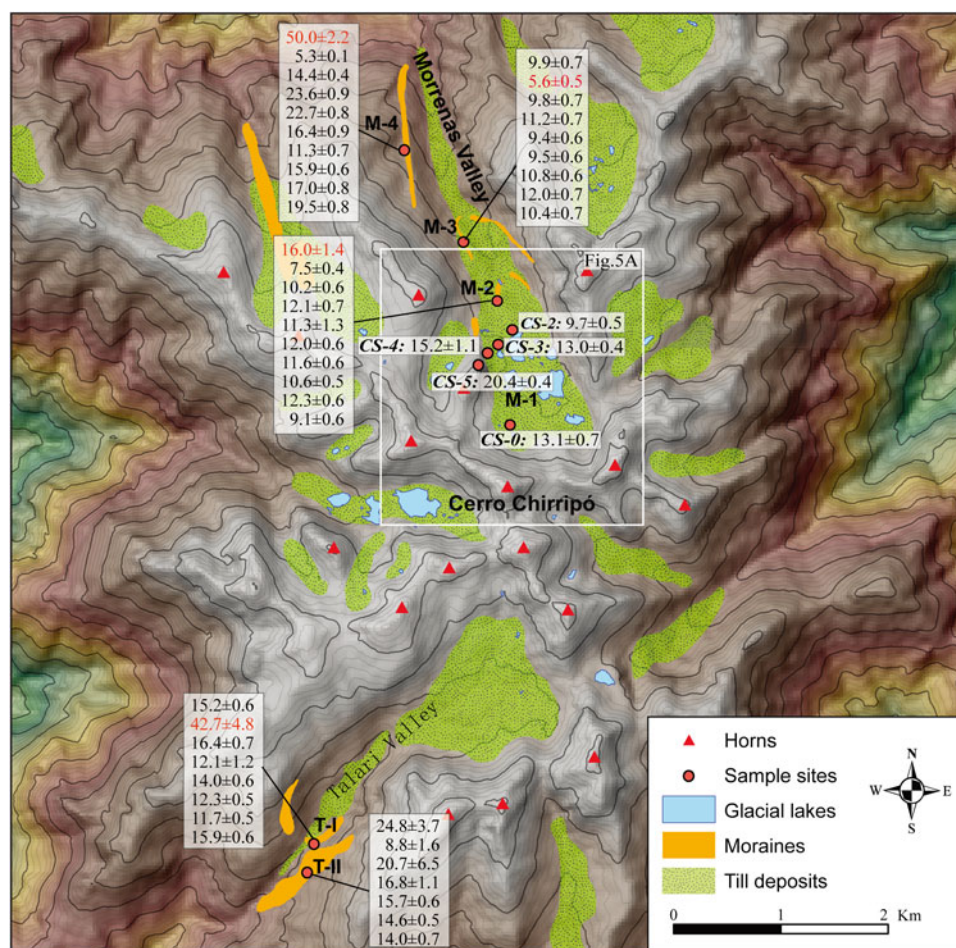 50.0±2.2
5.3±0.1
14.4±0.4
23.6±0.9
22.7±0.8
16.4±0.9
11.3±0.7
15.9±0.6
17.0±0.8
19.5±0.8
M-4
Morrenas Valley
9.9±0.7
5.6±0.5
9.8±0.7
11.2±0.7
9.4±0.6
9.5±0.6
10.8±0.6
12.0±0.7
10.4±0.7
M-3
Fig.5A
16.0±1.4
7.5±0.4
10.2±0.6
12.1±0.7
11.3±1.3
12.0±0.6
11.6±0.6
10.6±0.5
12.3±0.6
9.1±0.6
M-2
CS-2: 9.7±0.5
CS-3: 13.0±0.4
CS-4: 15.2±1.1
CS-5: 20.4±0.4
M-1
CS-0: 13.1±0.7
Cerro Chirripó
15.2±0.6
42.7±4.8
16.4±0.7
12.1±1.2
14.0±0.6
12.3±0.5
11.7±0.5
15.9±0.6
Talari Valley
T-I
T-II
24.8±3.7
8.8±1.6
20.7±6.5
16.8±1.1
15.7±0.6
14.6±0.5
14.0±0.7
Horns
Sample sites
Glacial lakes
Moraines
Till deposits
N
W
E
S
0
1
2
Km